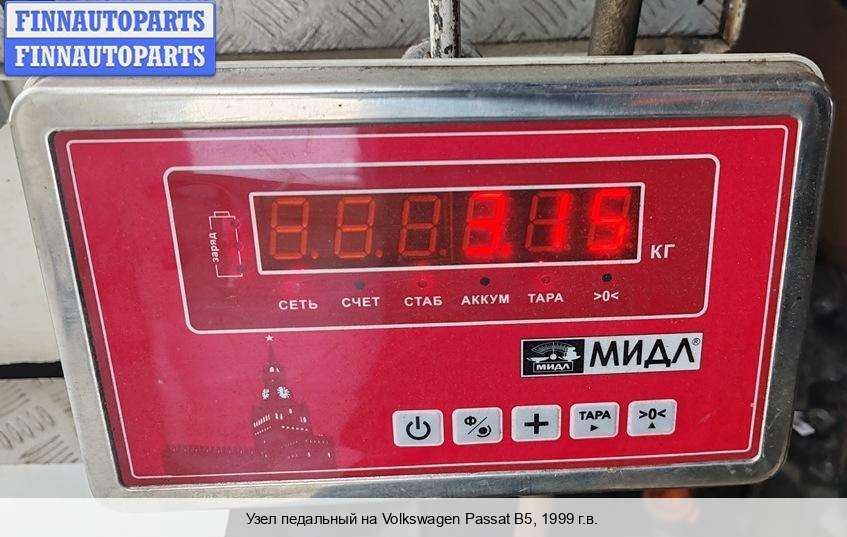 FINNAUTOPARTS
FINNAUTOPARTS
заряд
3.15
КГ
СЕТЬ СЧЕТ СТАБ АККУМ ТАРА >0<
МИДЛ МИДЛ®
Ф/ + ТАРА >0<
Узел педальный на Volkswagen Passat B5, 1999 г.в.